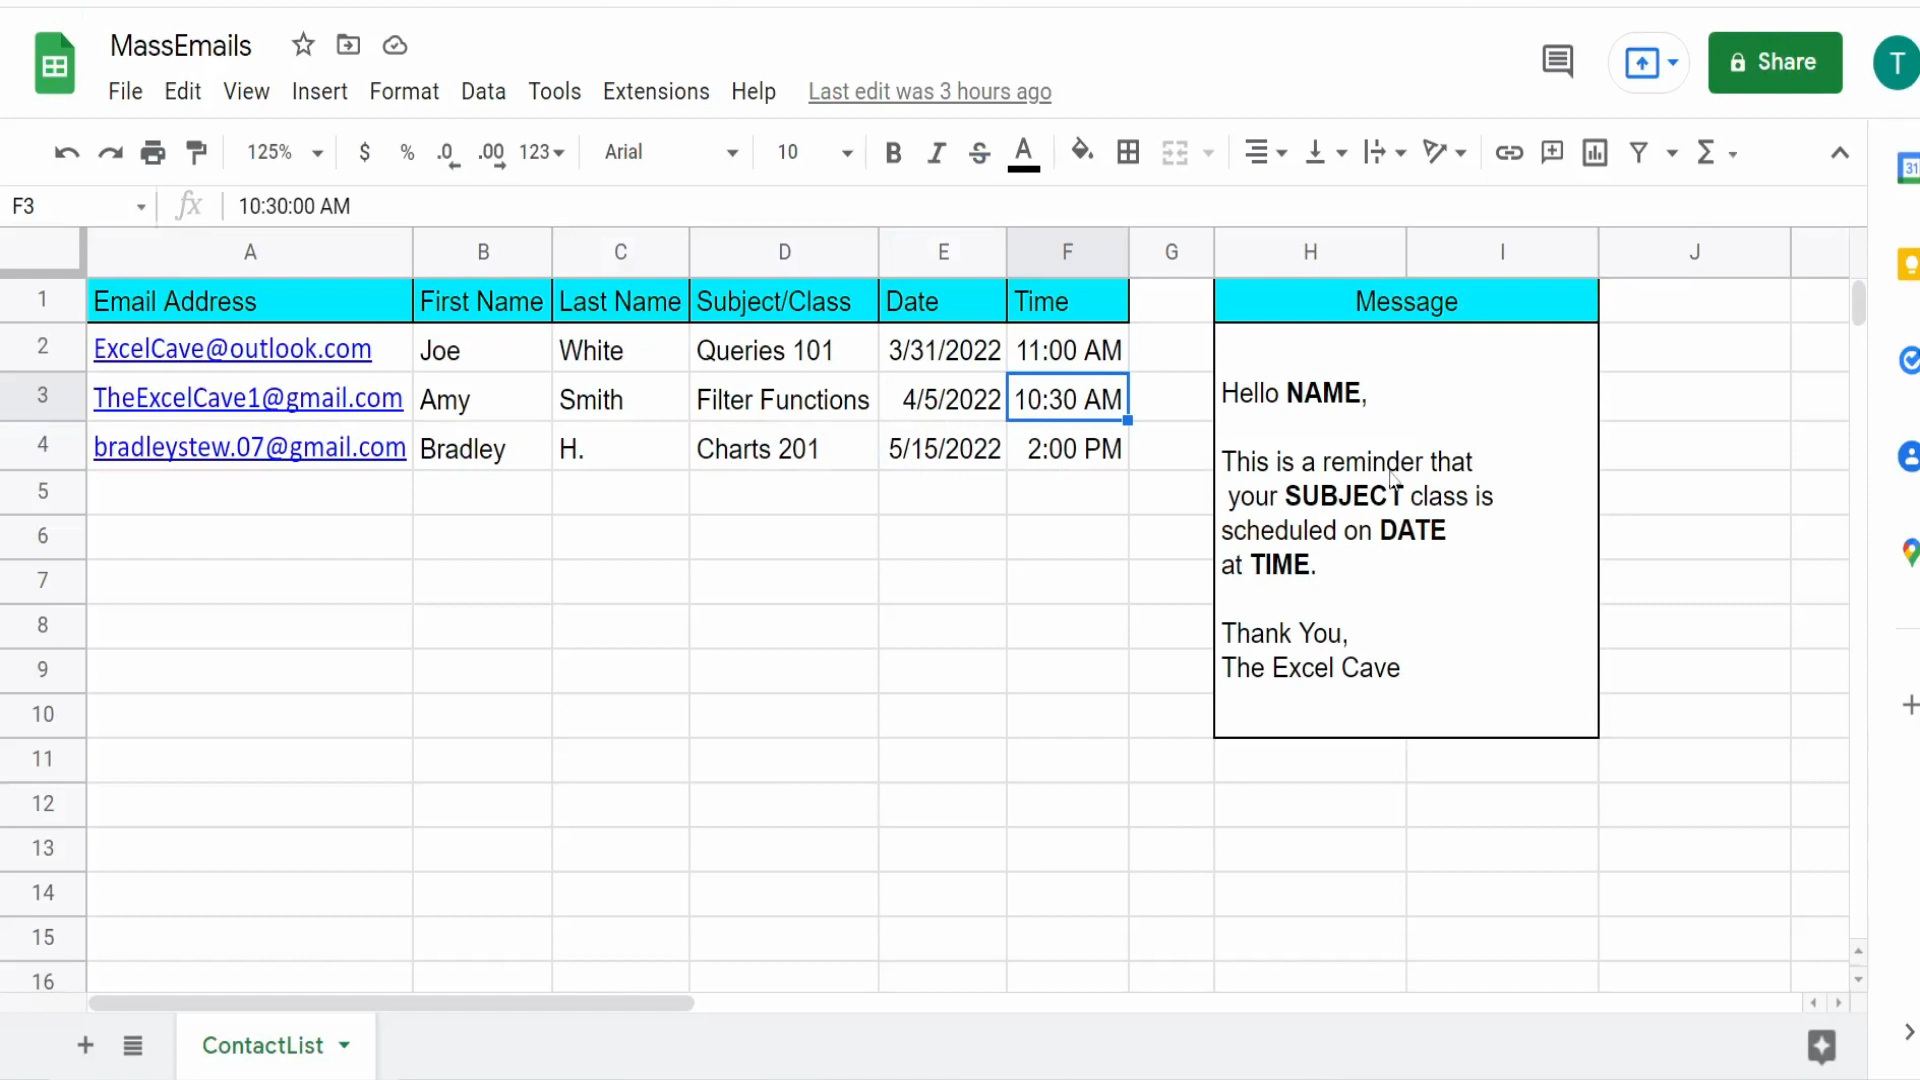 MassEmails
File Edit View Insert Format Data Tools Extensions Help Last edit was 3 hours ago
Share
T
125% $ % .0 .00 123 Arial 10 B I S A Σ
31
F3 fx 10:30:00 AM
A B C D E F G H I J
1 Email Address First Name Last Name Subject/Class Date Time Message
2 ExcelCave@outlook.com Joe White Queries 101 3/31/2022 11:00 AM
3 TheExcelCave1@gmail.com Amy Smith Filter Functions 4/5/2022 10:30 AM
4 bradleystew.07@gmail.com Bradley H. Charts 201 5/15/2022 2:00 PM
Hello NAME,
This is a reminder that
your SUBJECT class is
scheduled on DATE
at TIME.
Thank You,
The Excel Cave
5
6
7
8
9
10
11
12
13
14
15
16
ContactList